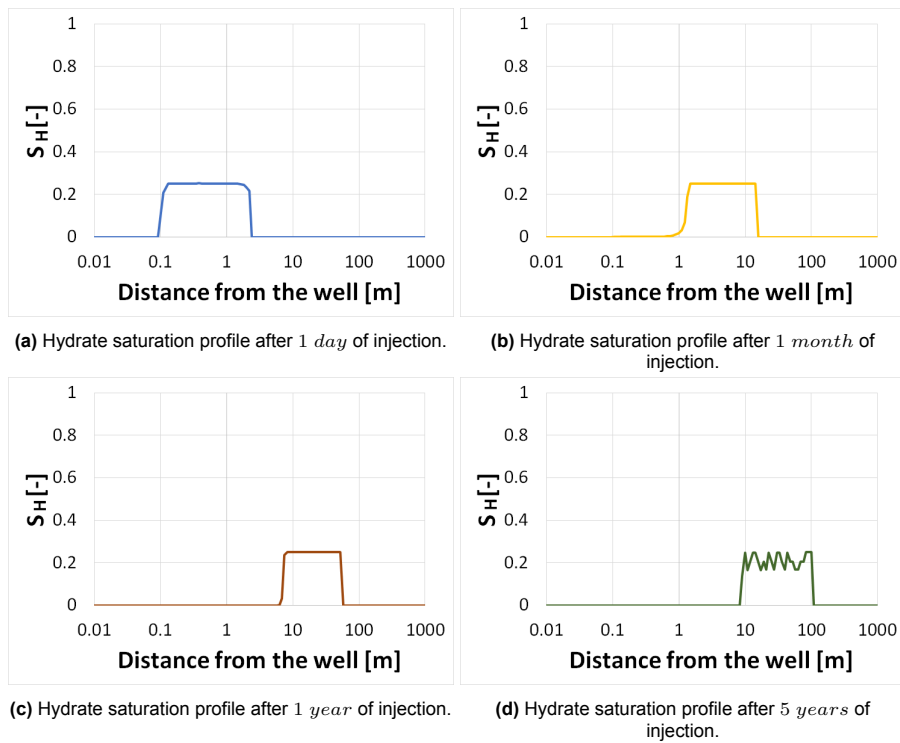 1
0.8
0.6
0.4
0.2
0
S_H[-]
0.01 0.1 1 10 100 1000
Distance from the well [m]
(a) Hydrate saturation profile after 1 day of injection.
1
0.8
0.6
0.4
0.2
0
S_H[-]
0.01 0.1 1 10 100 1000
Distance from the well [m]
(b) Hydrate saturation profile after 1 month of
injection.
1
0.8
0.6
0.4
0.2
0
S_H[-]
0.01 0.1 1 10 100 1000
Distance from the well [m]
(c) Hydrate saturation profile after 1 year of injection.
1
0.8
0.6
0.4
0.2
0
S_H[-]
0.01 0.1 1 10 100 1000
Distance from the well [m]
(d) Hydrate saturation profile after 5 years of
injection.